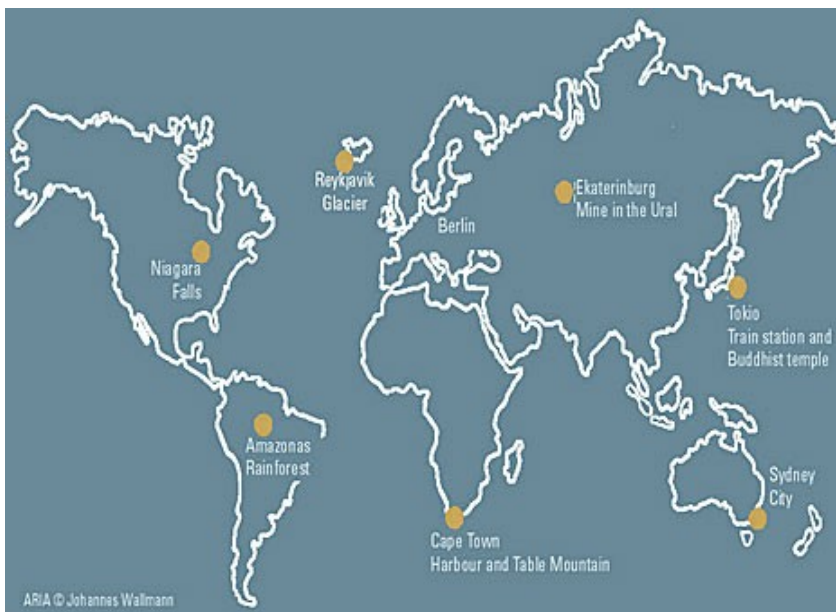 Reykjavik
Glacier
Ekaterinburg
Mine in the Ural
Berlin
Niagara
Falls
Tokio
Train station and
Buddhist temple
Amazonas
Rainforest
Sydney
City
Cape Town
Harbour and Table Mountain
ARIA © Johannes Wallmann